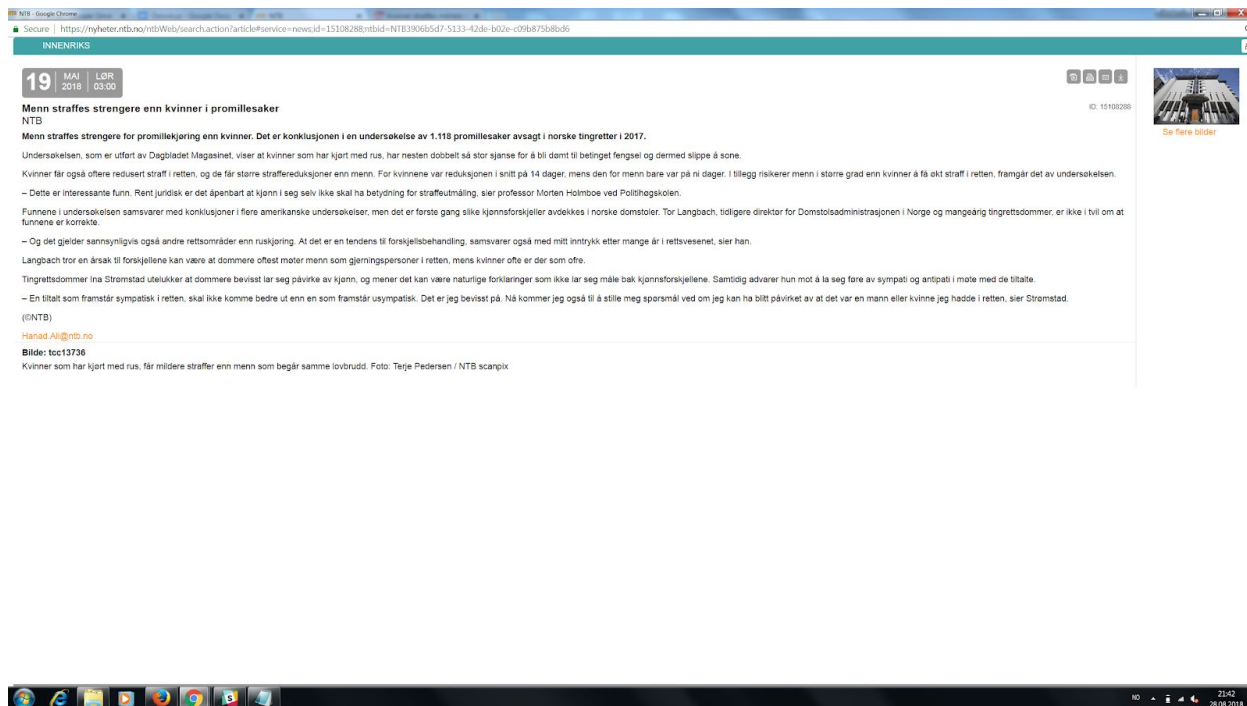 NTB - Google Chrome
Secure | https://nyheter.ntb.no/ntbWeb/search.action?article#service=news;id=15108288;ntbid=NTB3906b5d7-5133-42de-b02e-c09b875b8bd6
INNENRIKS
19 MAI 2018 LØR 03:00
Menn straffes strengere enn kvinner i promillesaker
ID: 15108288
NTB
Menn straffes strengere for promillekjøring enn kvinner. Det er konklusjonen i en undersøkelse av 1.118 promillesaker avsagt i norske tingretter i 2017.
Se flere bilder
Undersøkelsen, som er utført av Dagbladet Magasinet, viser at kvinner som har kjørt med rus, har nesten dobbelt så stor sjanse for å bli dømt til betinget fengsel og dermed slippe å sone.
Kvinner får også oftere redusert straff i retten, og de får større straffereduksjoner enn menn. For kvinnene var reduksjonen i snitt på 14 dager, mens den for menn bare var på ni dager. I tillegg risikerer menn i større grad enn kvinner å få økt straff i retten, framgår det av undersøkelsen.
– Dette er interessante funn. Rent juridisk er det åpenbart at kjønn i seg selv ikke skal ha betydning for straffeutmåling, sier professor Morten Holmboe ved Politihøgskolen.
Funnene i undersøkelsen samsvarer med konklusjoner i flere amerikanske undersøkelser, men det er første gang slike kjønnsforskjeller avdekkes i norske domstoler. Tor Langbach, tidligere direktør for Domstolsadministrasjonen i Norge og mangeårig tingrettsdommer, er ikke i tvil om at
funnene er korrekte.
– Og det gjelder sannsynligvis også andre rettsområder enn ruskjøring. At det er en tendens til forskjellsbehandling, samsvarer også med mitt inntrykk etter mange år i rettsvesenet, sier han.
Langbach tror en årsak til forskjellene kan være at dommere oftest møter menn som gjerningspersoner i retten, mens kvinner ofte er der som ofre.
Tingrettsdommer Ina Strømstad utelukker at dommere bevisst lar seg påvirke av kjønn, og mener det kan være naturlige forklaringer som ikke lar seg måle bak kjønnsforskjellene. Samtidig advarer hun mot å la seg føre av sympati og antipati i møte med de tiltalte.
– En tiltalt som framstår sympatisk i retten, skal ikke komme bedre ut enn en som framstår usympatisk. Det er jeg bevisst på. Nå kommer jeg også til å stille meg spørsmål ved om jeg kan ha blitt påvirket av at det var en mann eller kvinne jeg hadde i retten, sier Strømstad.
(©NTB)
Hanad.Ali@ntb.no
Bilde: tcc13736
Kvinner som har kjørt med rus, får mildere straffer enn menn som begår samme lovbrudd. Foto: Terje Pedersen / NTB scanpix
NO
21:42
28.08.2018